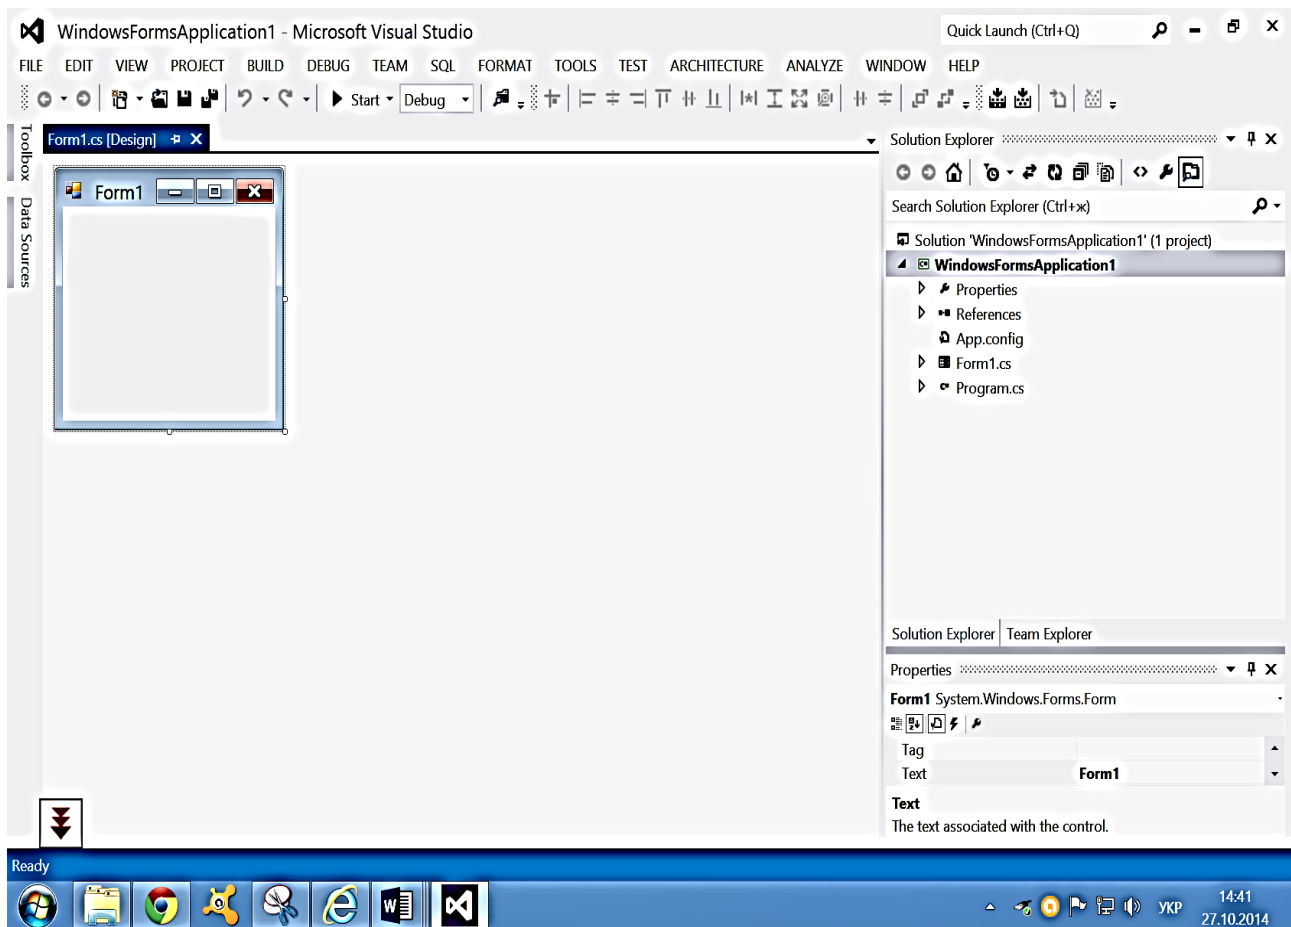 WindowsFormsApplication1 - Microsoft Visual Studio
Quick Launch (Ctrl+Q)
FILE EDIT VIEW PROJECT BUILD DEBUG TEAM SQL FORMAT TOOLS TEST ARCHITECTURE ANALYZE WINDOW HELP
Start Debug
Toolbox
Data Sources
Form1.cs [Design]
Form1
Solution Explorer
Search Solution Explorer (Ctrl+ж)
Solution 'WindowsFormsApplication1' (1 project)
WindowsFormsApplication1
Properties
References
App.config
Form1.cs
Program.cs
Solution Explorer Team Explorer
Properties
Form1 System.Windows.Forms.Form
Tag
Text Form1
Text
The text associated with the control.
Ready
УКР
14:41
27.10.2014